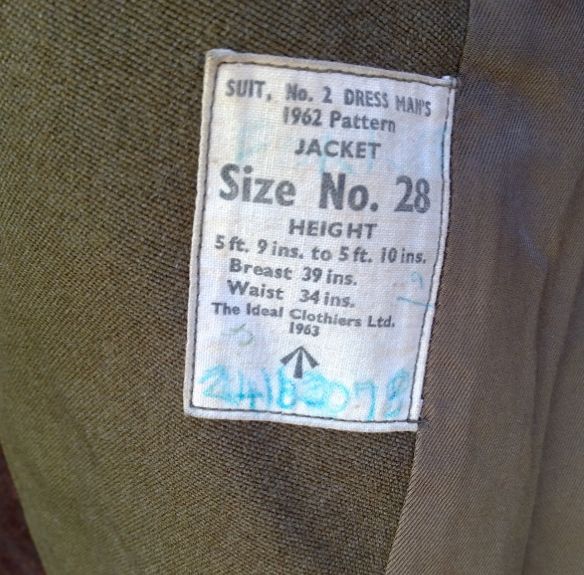 SUIT, No. 2 DRESS MAN'S
1962 Pattern
JACKET
Size No. 28
HEIGHT
5 ft. 9 ins. to 5 ft. 10 ins.
Breast 39 ins.
Waist 34 ins.
The Ideal Clothiers Ltd.
1963